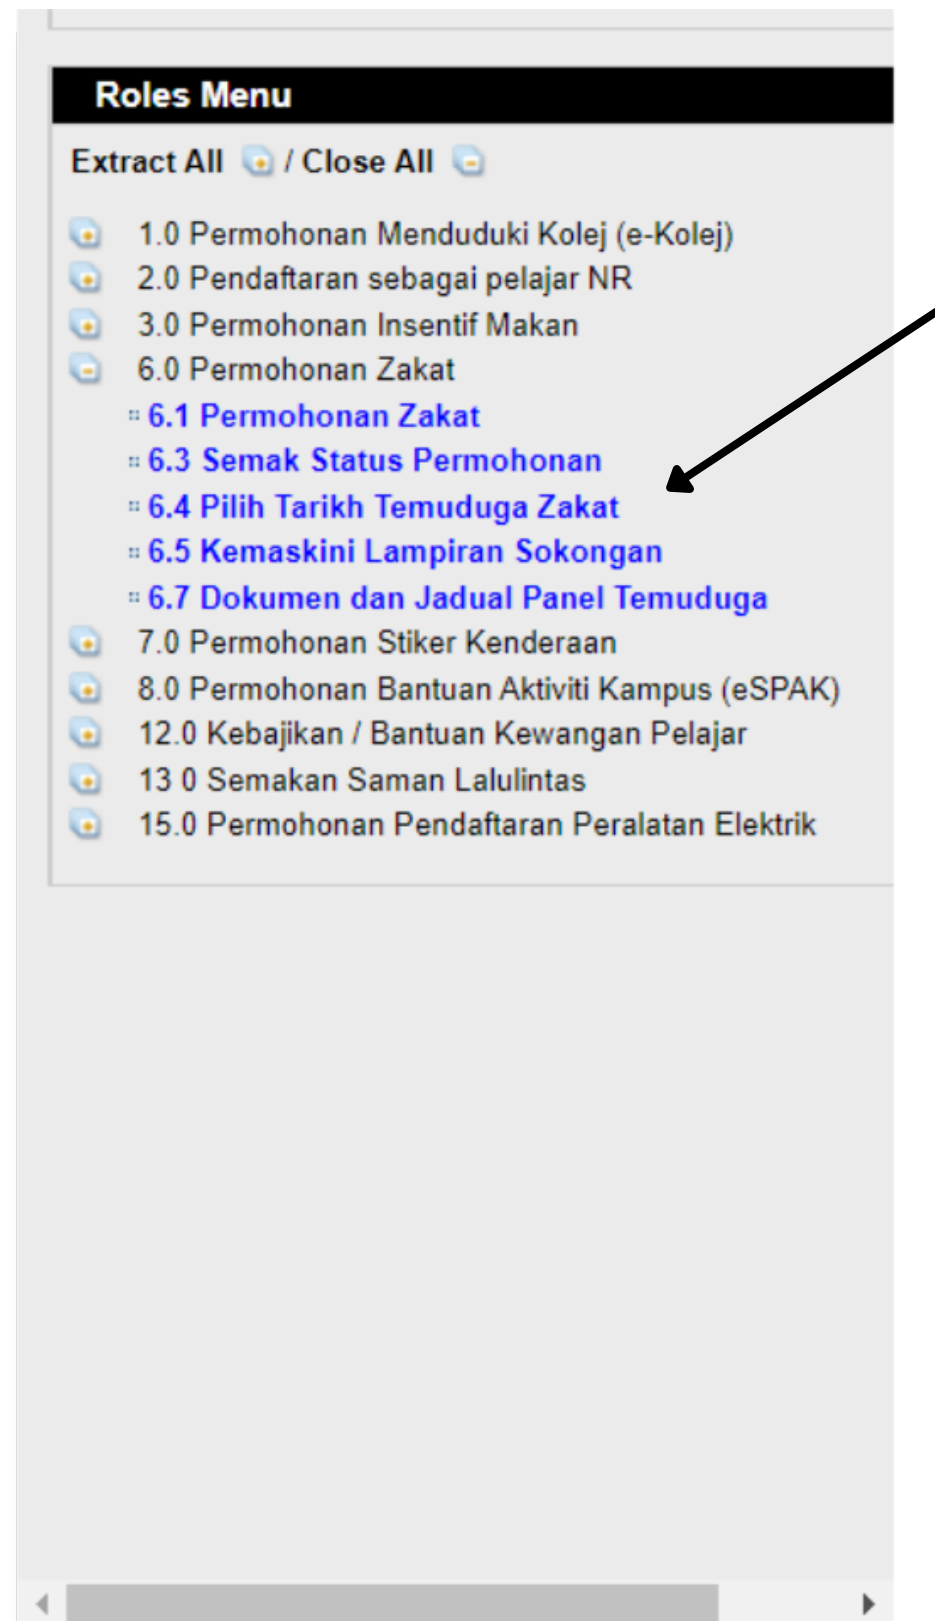 Roles Menu
Extract All / Close All
1.0 Permohonan Menduduki Kolej (e-Kolej)
2.0 Pendaftaran sebagai pelajar NR
3.0 Permohonan Insentif Makan
6.0 Permohonan Zakat
6.1 Permohonan Zakat
6.3 Semak Status Permohonan
6.4 Pilih Tarikh Temuduga Zakat
6.5 Kemaskini Lampiran Sokongan
6.7 Dokumen dan Jadual Panel Temuduga
7.0 Permohonan Stiker Kenderaan
8.0 Permohonan Bantuan Aktiviti Kampus (eSPAK)
12.0 Kebajikan / Bantuan Kewangan Pelajar
13 0 Semakan Saman Lalulintas
15.0 Permohonan Pendaftaran Peralatan Elektrik